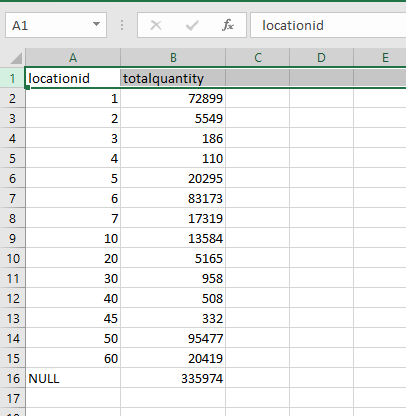 A1 fx locationid
A B C D E
1 locationid totalquantity
2 1 72899
3 2 5549
4 3 186
5 4 110
6 5 20295
7 6 83173
8 7 17319
9 10 13584
10 20 5165
11 30 958
12 40 508
13 45 332
14 50 95477
15 60 20419
16 NULL 335974
17